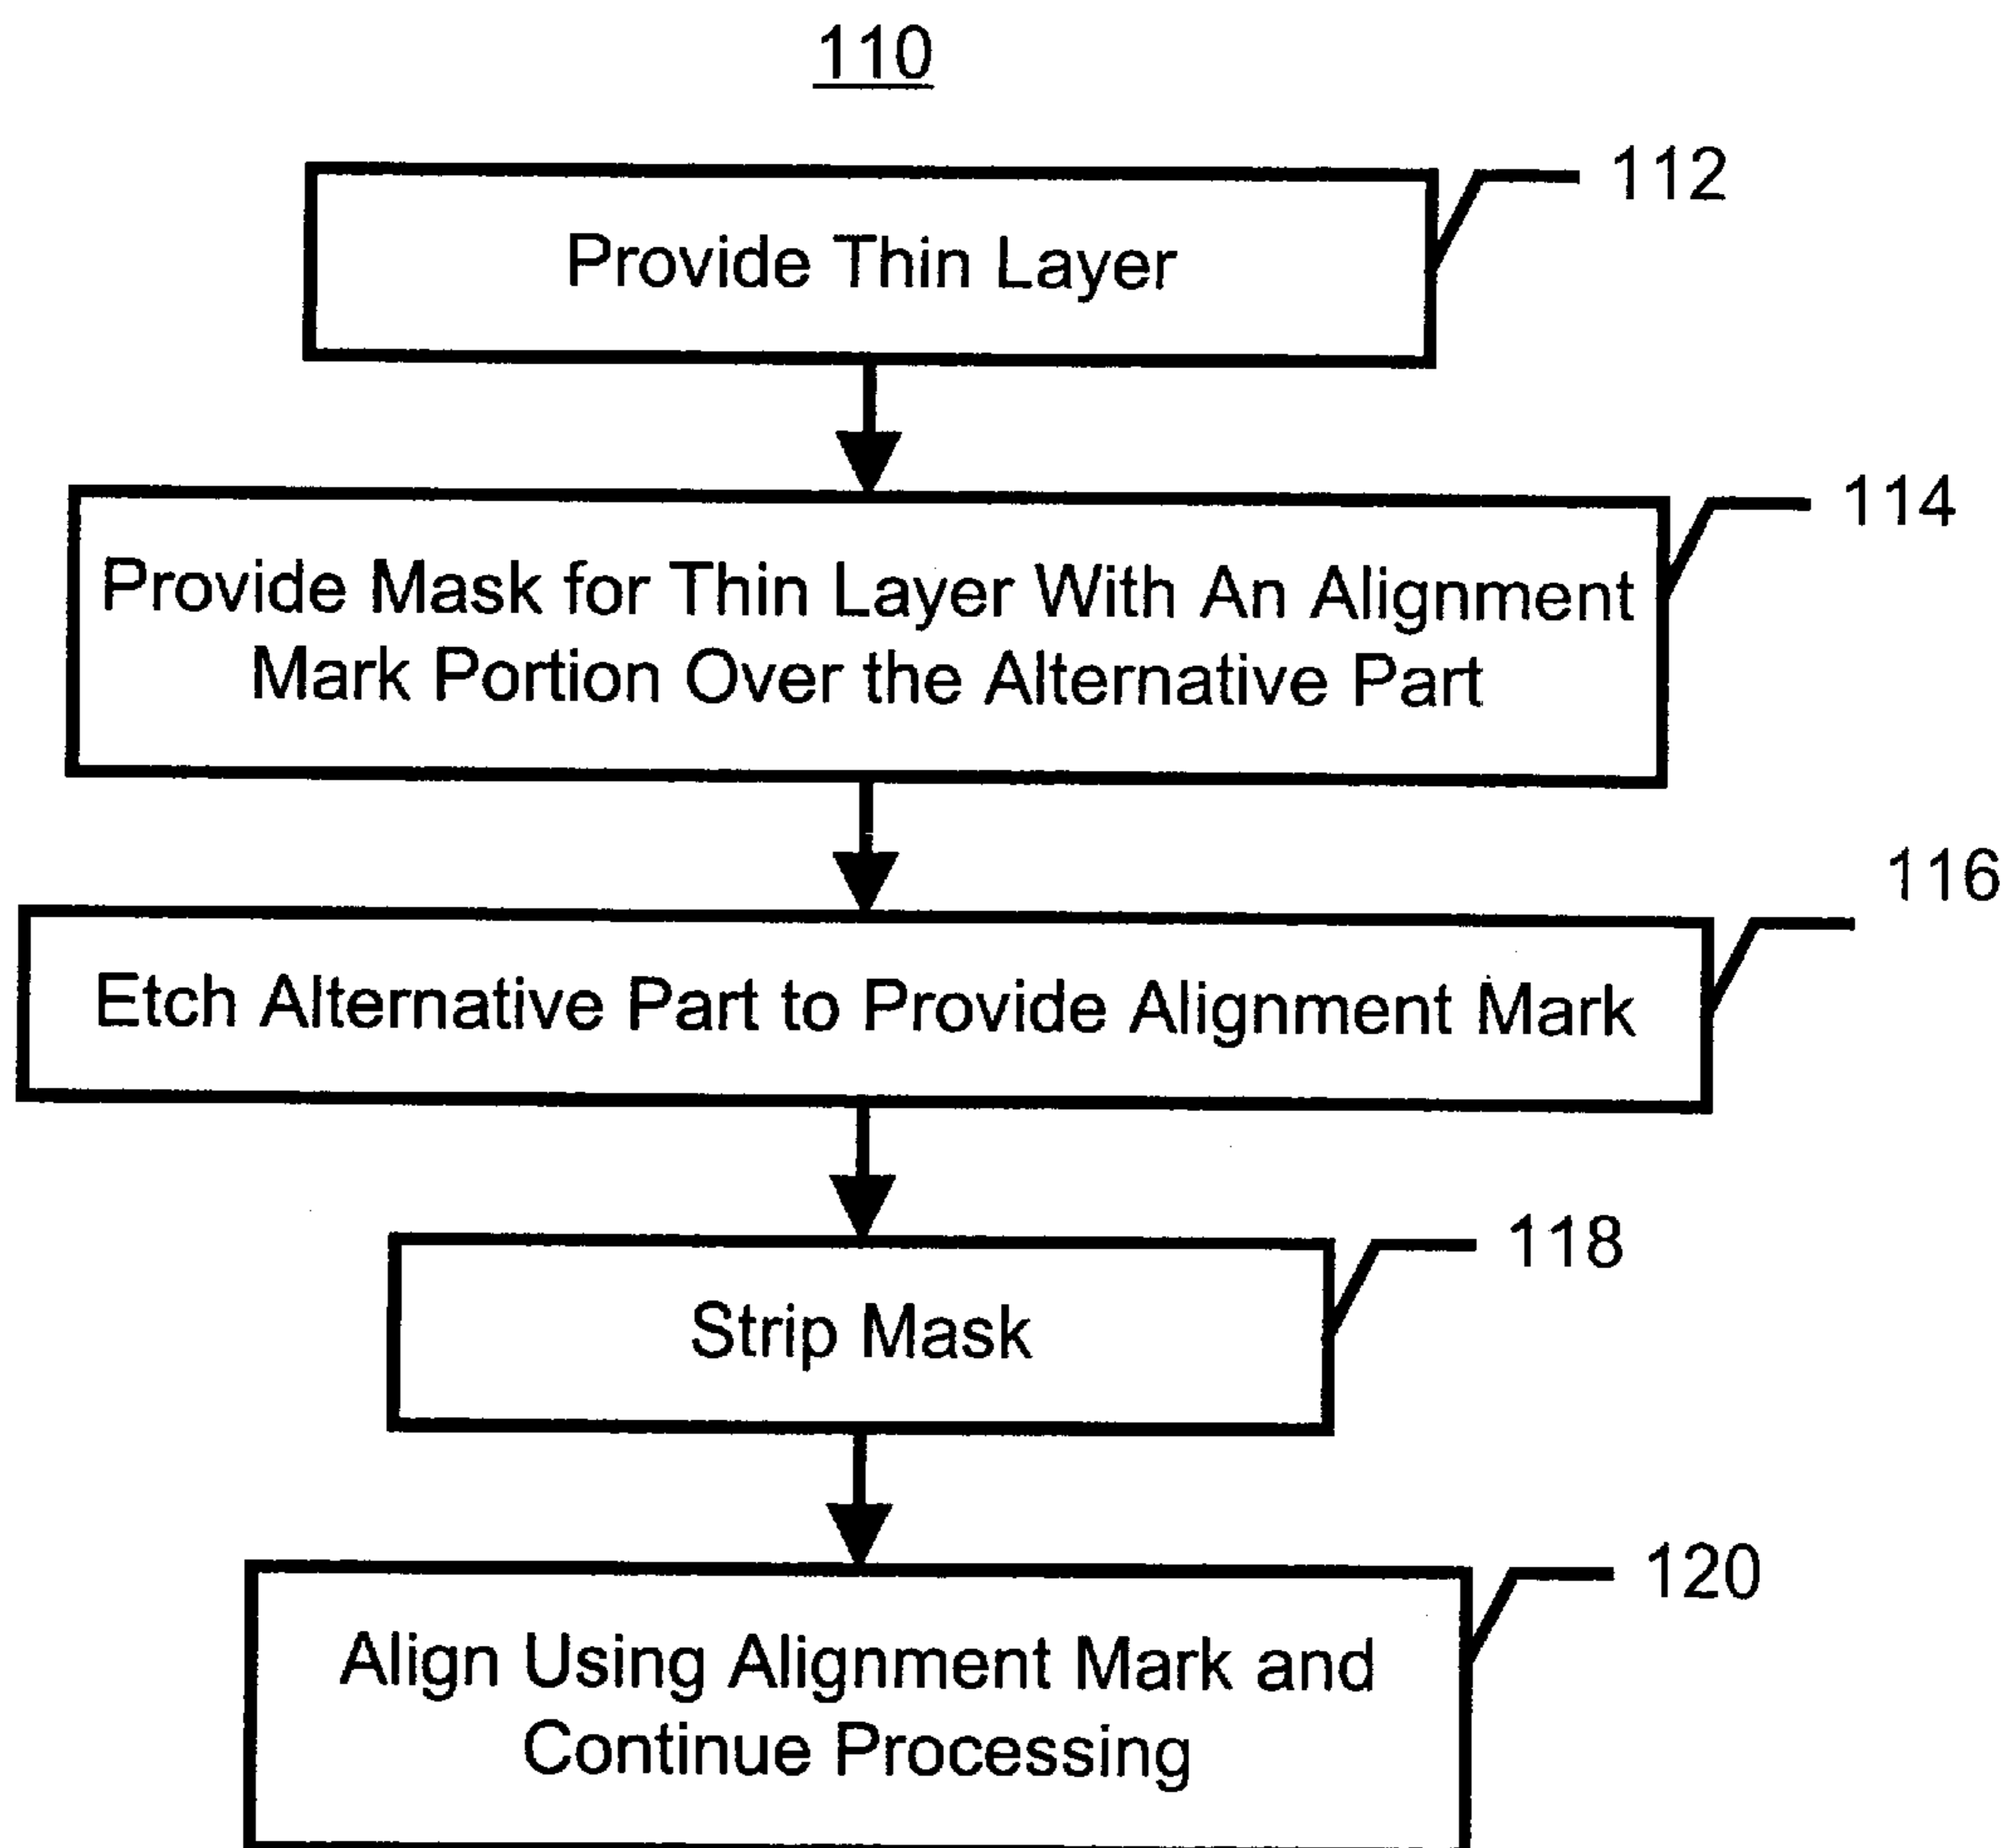 110
112
Provide Thin Layer
114
Provide Mask for Thin Layer With An Alignment
Mark Portion Over the Alternative Part
116
Etch Alternative Part to Provide Alignment Mark
118
Strip Mask
120
Align Using Alignment Mark and
Continue Processing